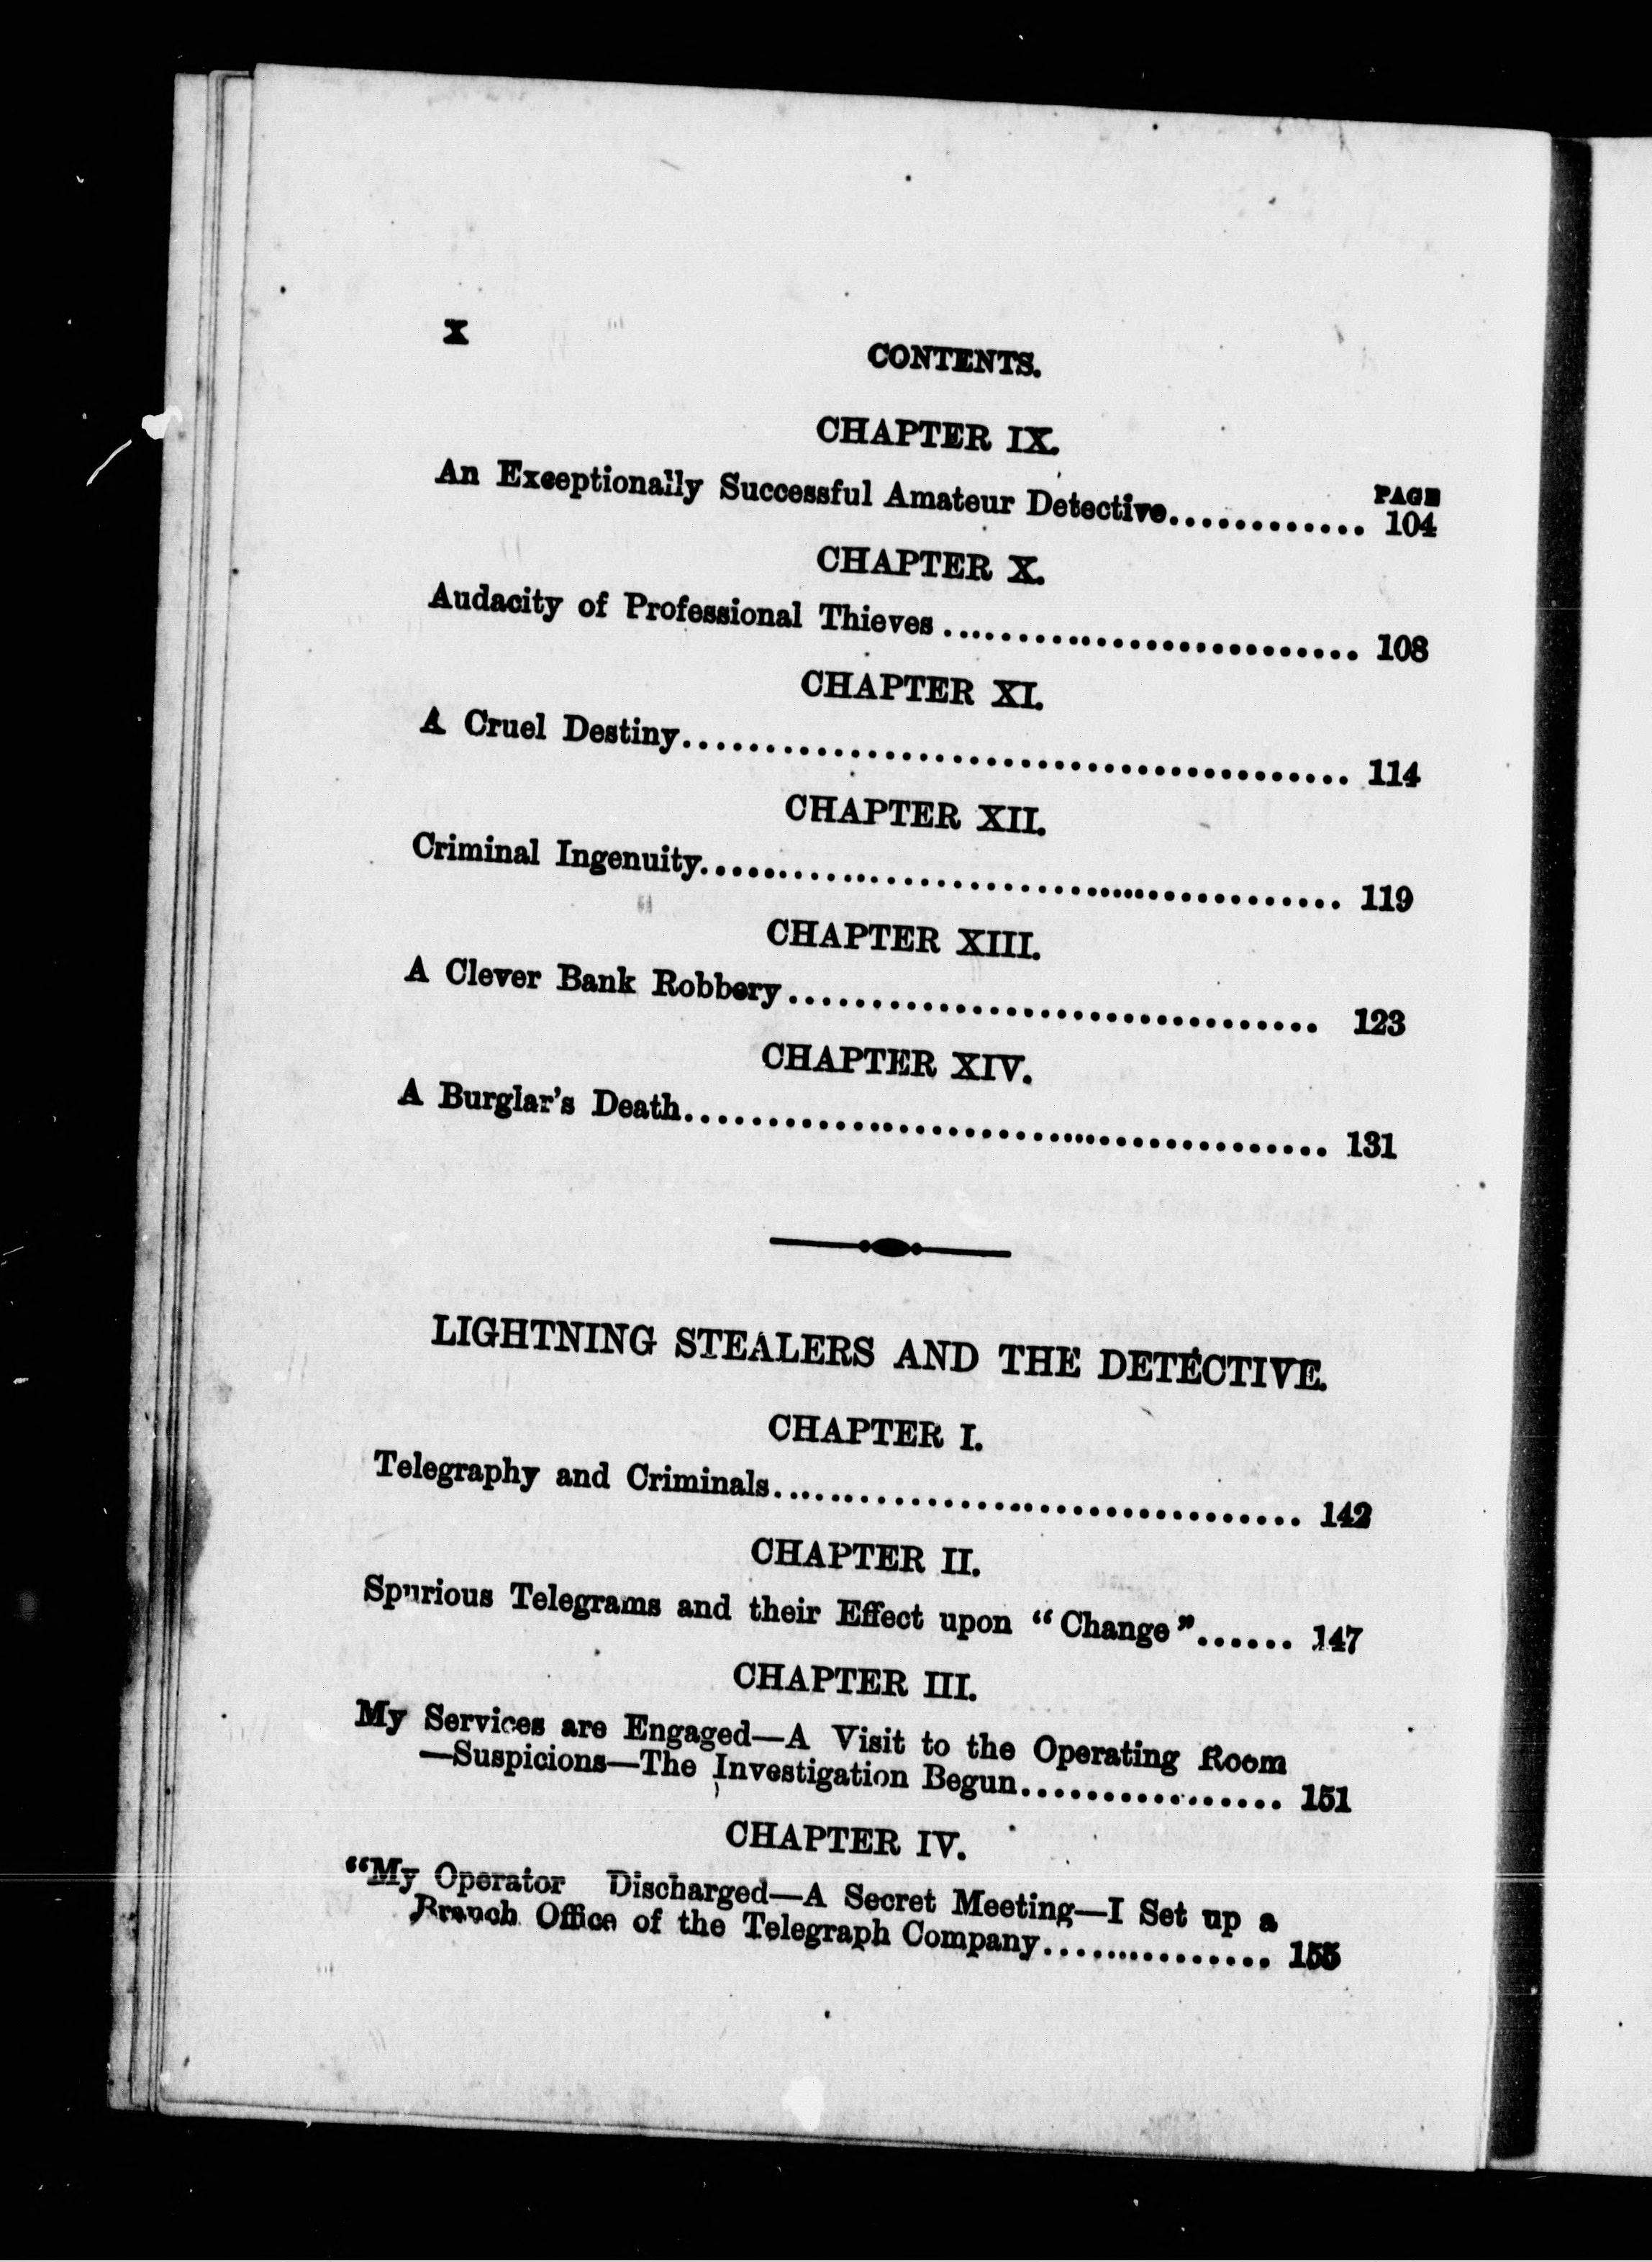 x
CONTENTS.
CHAPTER IX.
PAGE
An Exceptionally Successful Amateur Detective............ 104
CHAPTER X.
Audacity of Professional Thieves.......................... 108
CHAPTER XI.
A Cruel Destiny........................................ 114
CHAPTER XII.
Criminal Ingenuity....................................... 119
CHAPTER XIII.
A Clever Bank Robbery................................ 123
CHAPTER XIV.
A Burglar's Death....................................... 131
LIGHTNING STEALERS AND THE DETECTIVE.
CHAPTER I.
Telegraphy and Criminals................................ 142
CHAPTER II.
Spurious Telegrams and their Effect upon “Change”...... 147
CHAPTER III.
My Services are Engaged—A Visit to the Operating Room
—Suspicions—The Investigation Begun................ 151
CHAPTER IV.
“My Operator Discharged—A Secret Meeting—I Set up a
Branch Office of the Telegraph Company.............. 155